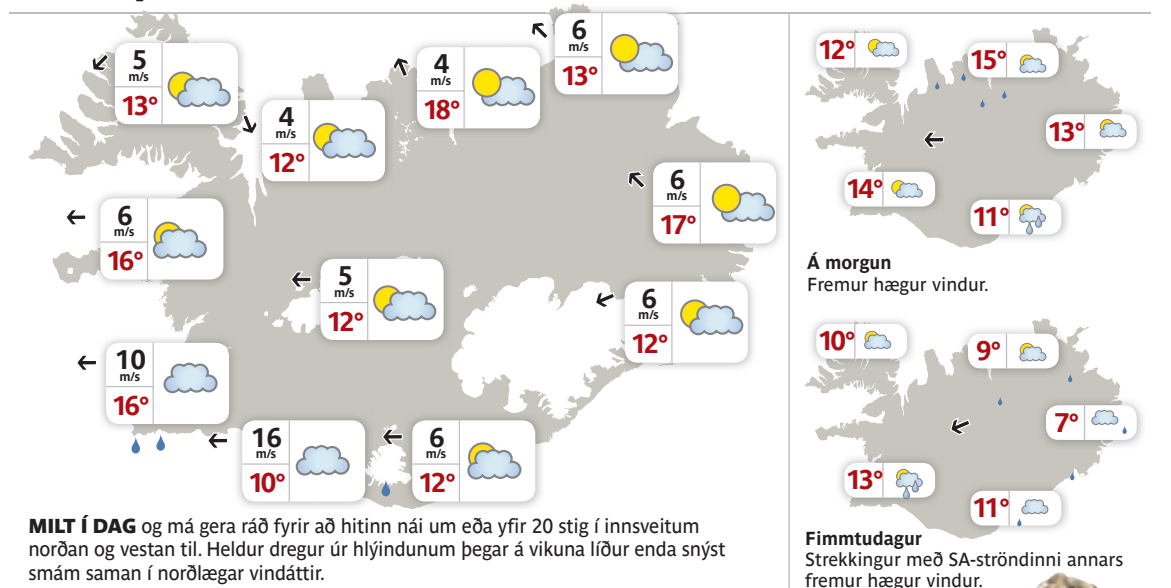 5
m/s
13°
4
m/s
12°
4
m/s
18°
6
m/s
13°
6
m/s
16°
6
m/s
17°
5
m/s
12°
6
m/s
12°
10
m/s
16°
16
m/s
10°
6
m/s
12°
MILT Í DAG og má gera ráð fyrir að hitinn nái um eða yfir 20 stig í innsveitum
norðan og vestan til. Heldur dregur úr hlýindunum þegar á vikuna líður enda snýst
smám saman í norðlægar vindáttir.
12°
15°
13°
14°
11°
Á morgun
Fremur hægur vindur.
10°
9°
7°
13°
11°
Fimmtudagur
Strekkingur með SA-ströndinni annars
fremur hægur vindur.